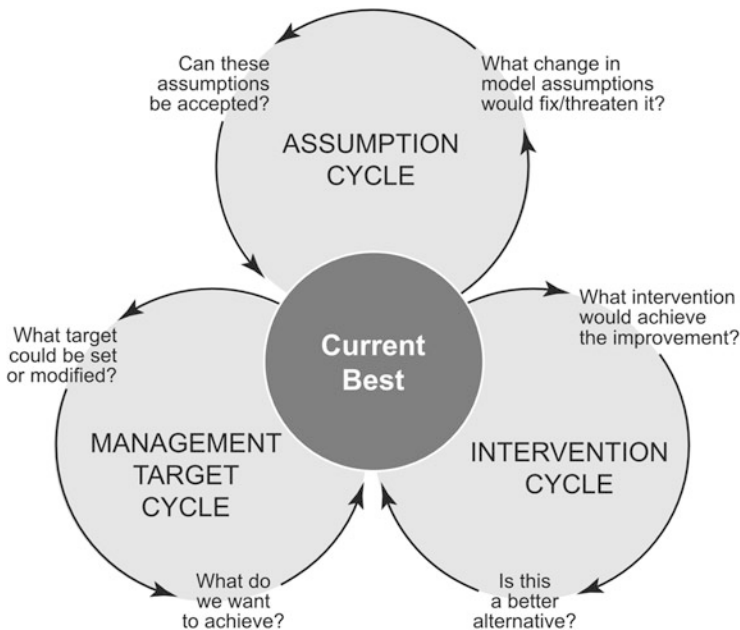 Can these
assumptions
be accepted?
What change in
model assumptions
would fix/threaten it?
ASSUMPTION
CYCLE
What target
could be set
or modified?
Current
Best
What intervention
would achieve
the improvement?
MANAGEMENT
TARGET
CYCLE
INTERVENTION
CYCLE
What do
we want
to achieve?
Is this
a better
alternative?